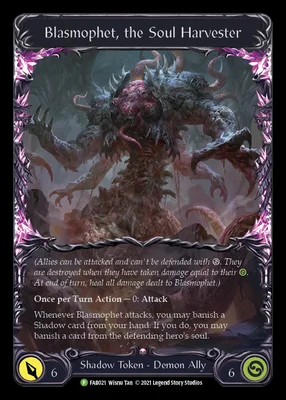 Blasmophet, the Soul Harvester
(Allies can be attacked and can't be defended with . They
are destroyed when they have taken damage equal to their .
At end of turn, heal all damage dealt to Blasmophet.)
Once per Turn Action — 0: Attack
Whenever Blasmophet attacks, you may banish a
Shadow card from your hand. If you do, you may
banish a card from the defending hero's soul.
6
Shadow Token - Demon Ally
6
P FAB021 Wisnu Tan © 2021 Legend Story Studios